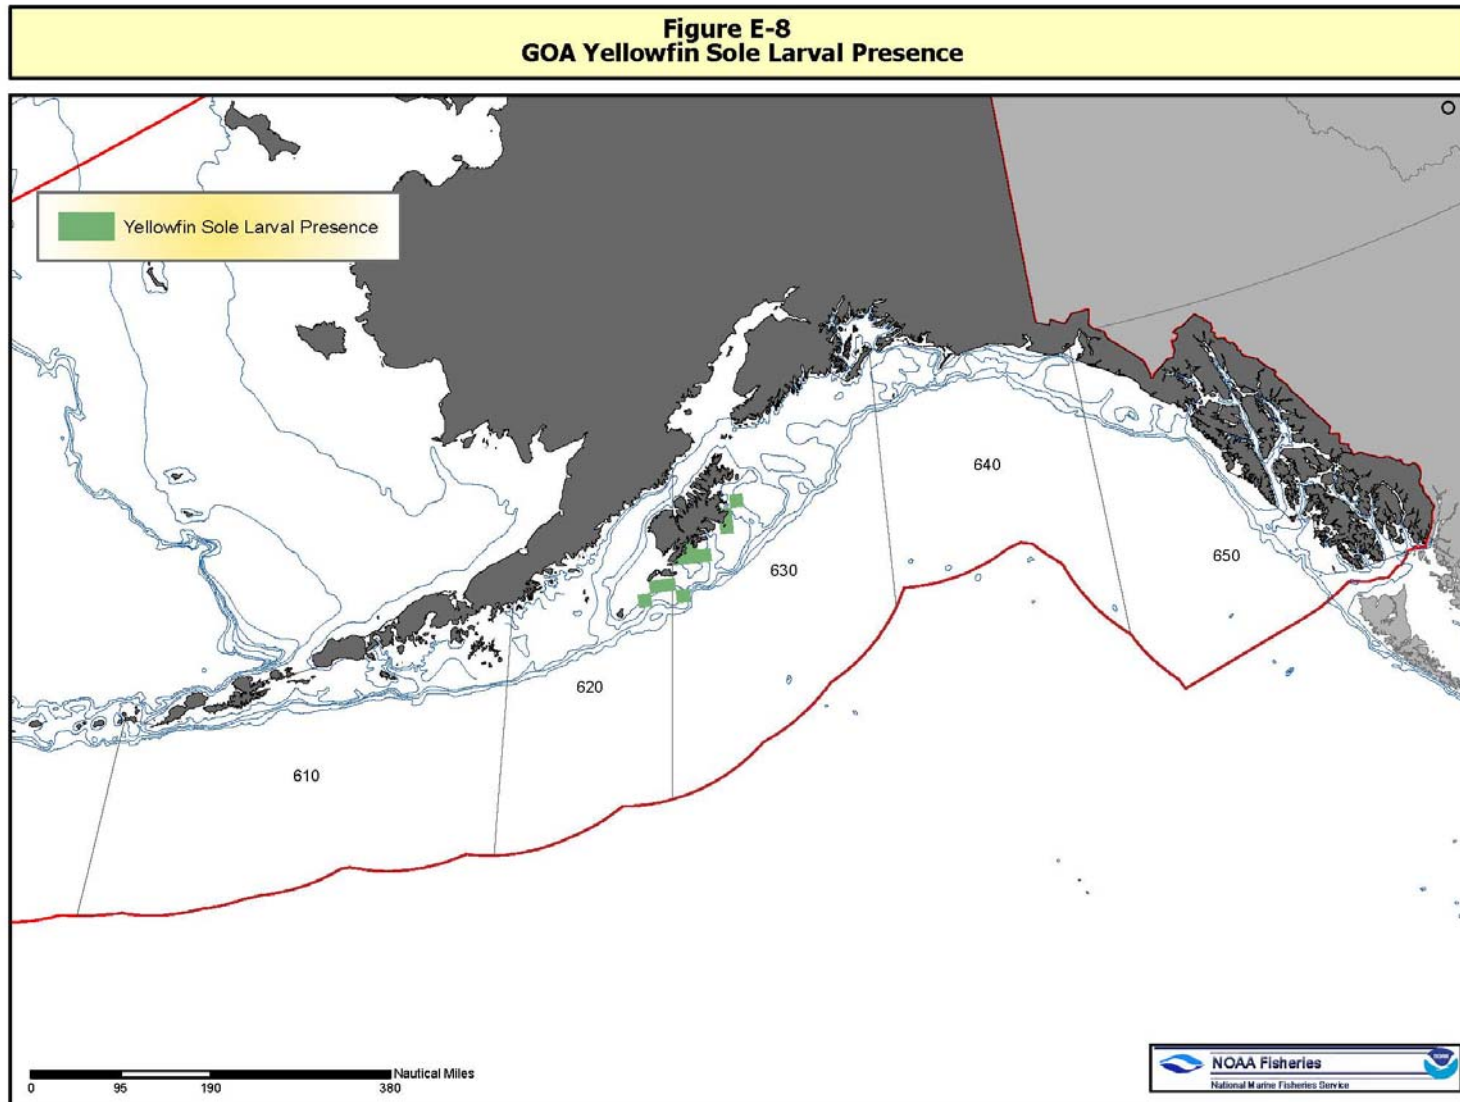 Figure E-8
GOA Yellowfin Sole Larval Presence
Yellowfin Sole Larval Presence
640
650
630
620
610
Nautical Miles
0 95 190 380
NOAA Fisheries
National Marine Fisheries Service